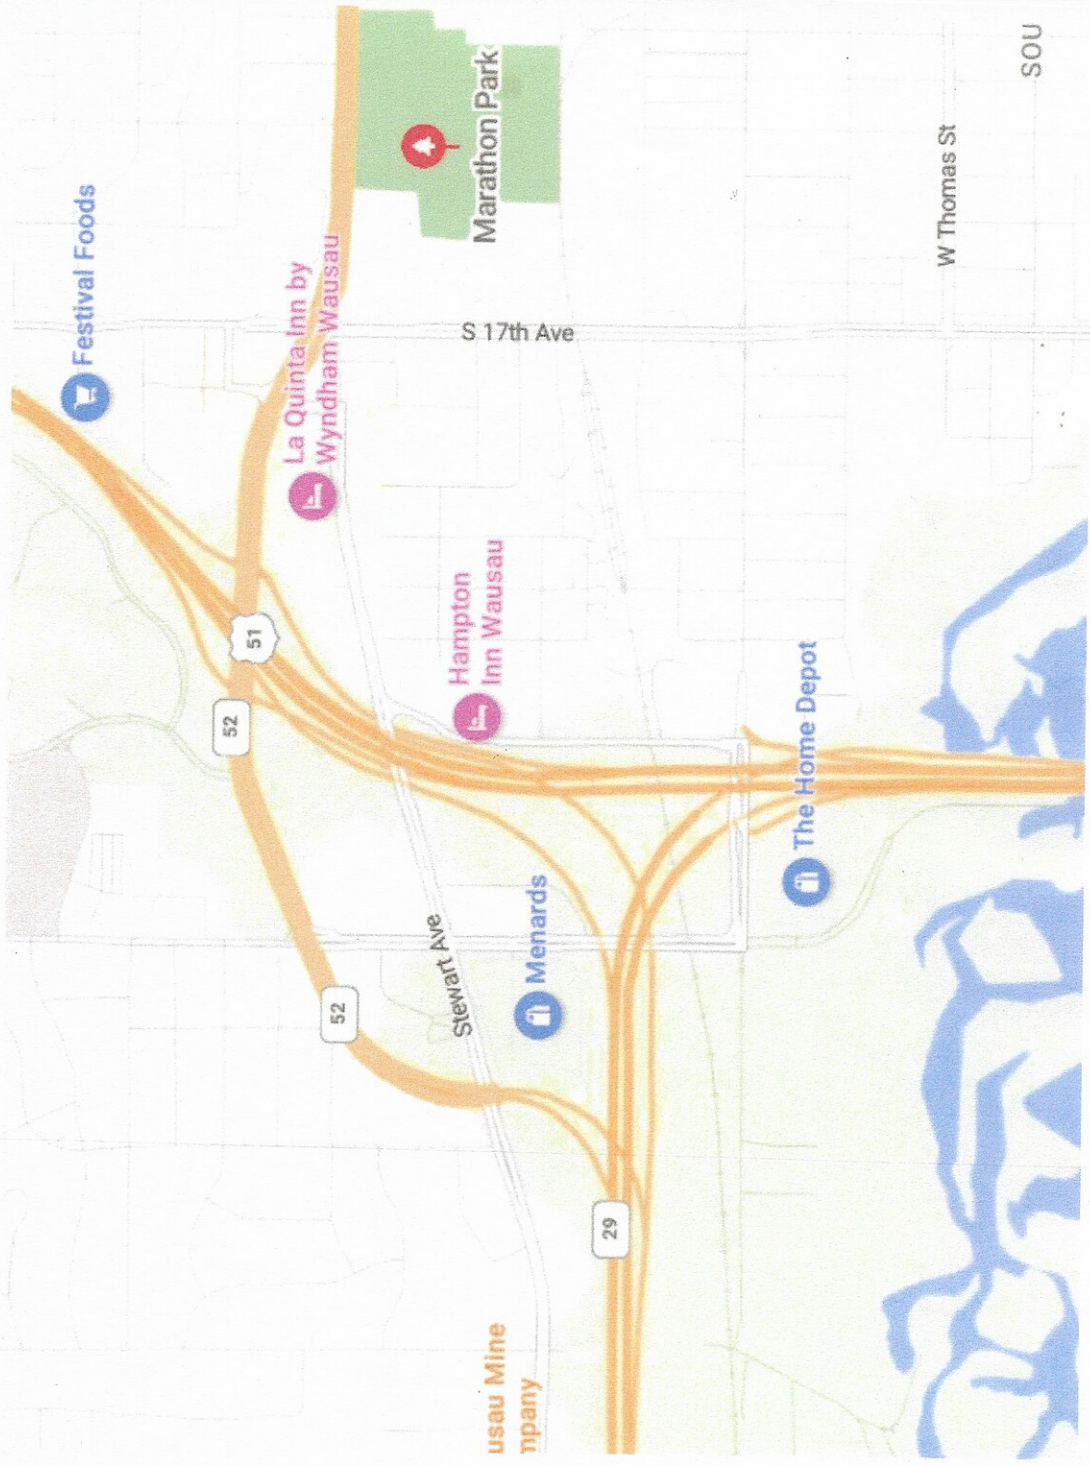 Festival Foods
La Quinta Inn by
Wyndham Wausau
Marathon Park
S 17th Ave
W Thomas St
SOU
51
52
52
Hampton
Inn Wausau
Stewart Ave
Menards
The Home Depot
29
usau Mine
mpany